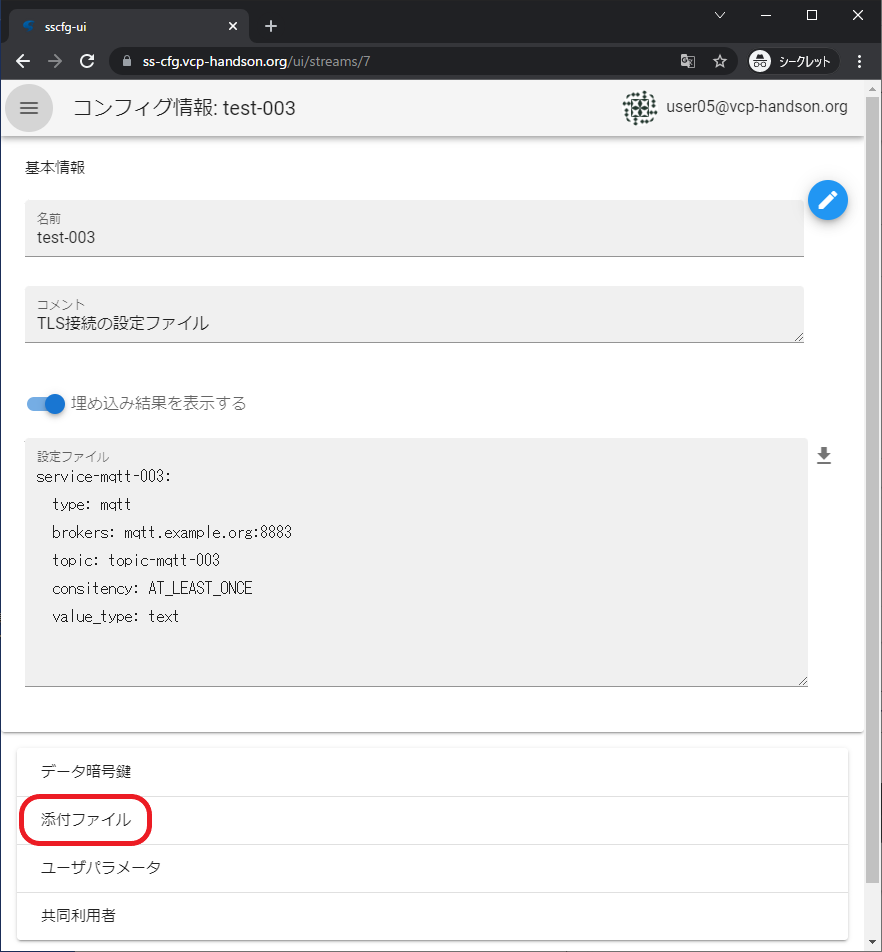 sscfg-ui
ss-cfg.vcp-handson.org/ui/streams/7
シークレット
コンフィグ情報: test-003
user05@vcp-handson.org
基本情報
名前
test-003
コメント
TLS接続の設定ファイル
埋め込み結果を表示する
設定ファイル
service-mqtt-003:
type: mqtt
brokers: mqtt.example.org:8883
topic: topic-mqtt-003
consitency: AT_LEAST_ONCE
value_type: text
データ暗号鍵
添付ファイル
ユーザパラメータ
共同利用者